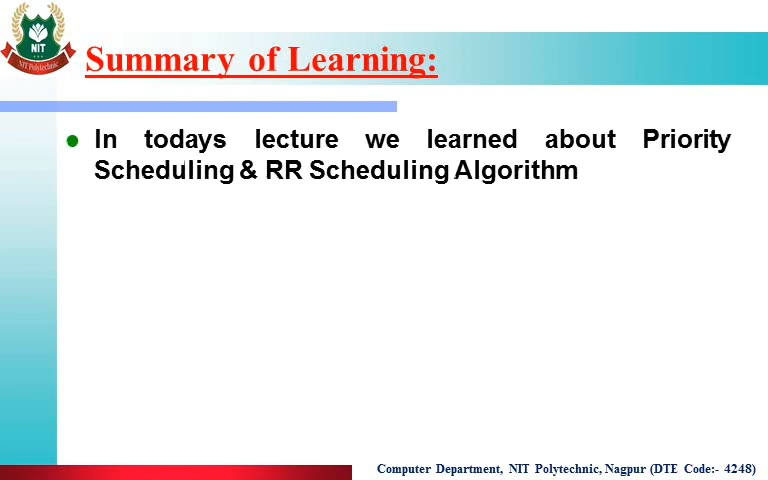 NIT
NIT Polytechnic
Summary of Learning:
In todays lecture we learned about Priority
Scheduling & RR Scheduling Algorithm
Computer Department, NIT Polytechnic, Nagpur (DTE Code:- 4248)